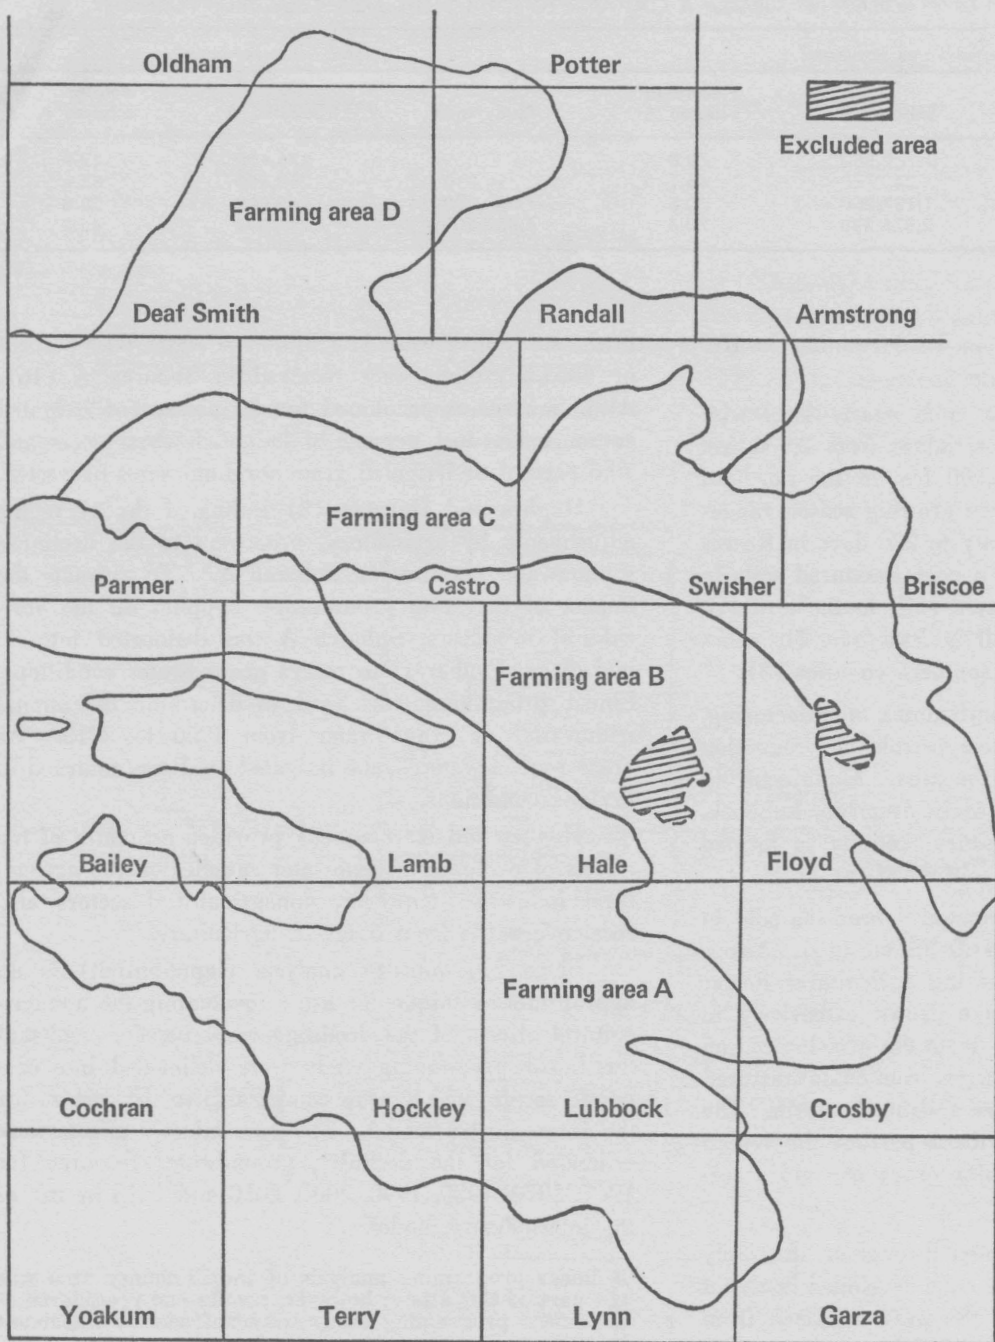 Oldham
Potter
Excluded area
Farming area D
Deaf Smith
Randall
Armstrong
Farming area C
Parmer
Castro
Swisher
Briscoe
Farming area B
Bailey
Lamb
Hale
Floyd
Farming area A
Cochran
Hockley
Lubbock
Crosby
Yoakum
Terry
Lynn
Garza